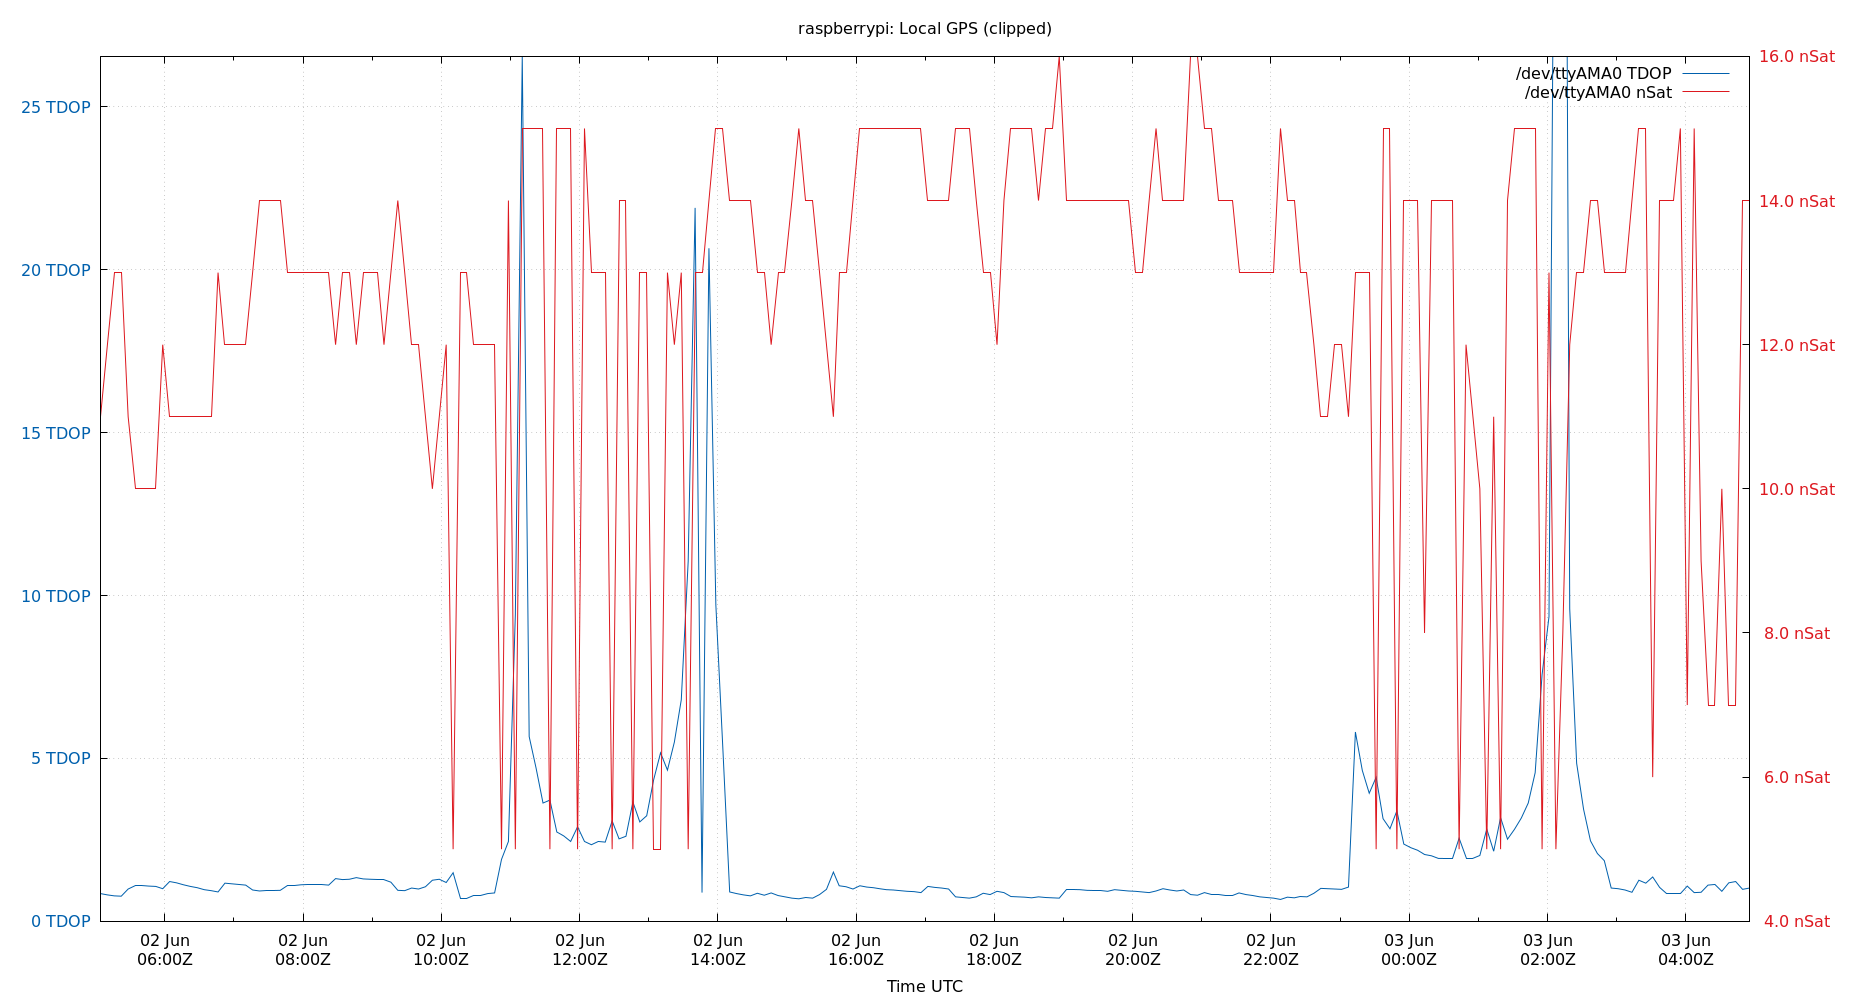 raspberrypi: Local GPS (clipped)
/dev/ttyAMA0 TDOP
/dev/ttyAMA0 nSat
25 TDOP
20 TDOP
15 TDOP
10 TDOP
5 TDOP
0 TDOP
16.0 nSat
14.0 nSat
12.0 nSat
10.0 nSat
8.0 nSat
6.0 nSat
4.0 nSat
02 Jun
06:00Z
02 Jun
08:00Z
02 Jun
10:00Z
02 Jun
12:00Z
02 Jun
14:00Z
02 Jun
16:00Z
02 Jun
18:00Z
02 Jun
20:00Z
02 Jun
22:00Z
03 Jun
00:00Z
03 Jun
02:00Z
03 Jun
04:00Z
Time UTC